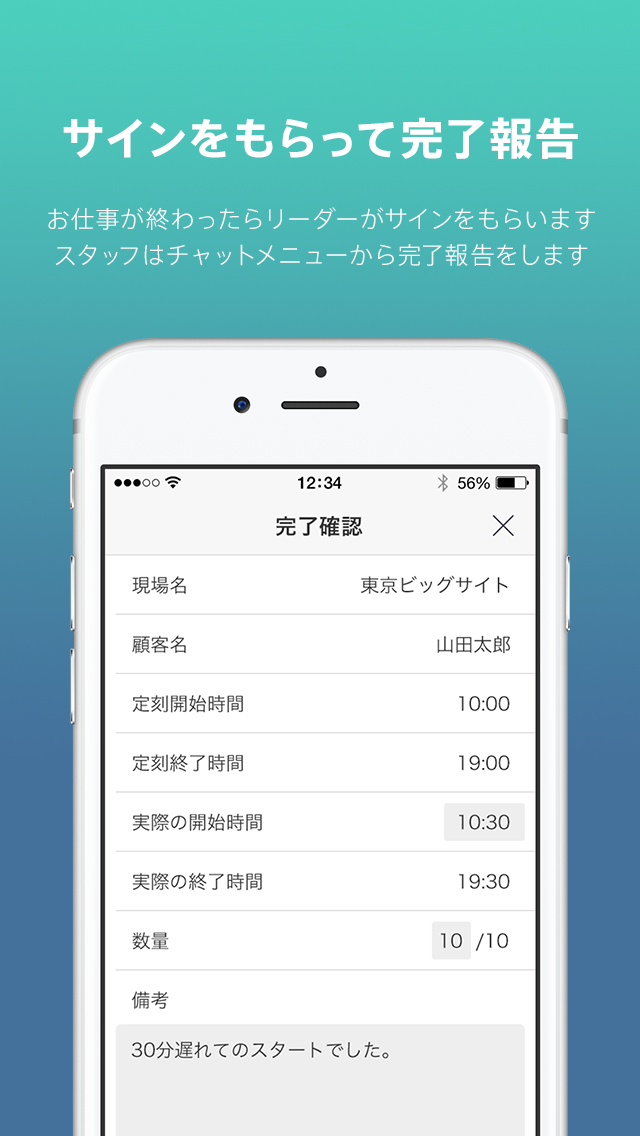 サインをもらって完了報告
お仕事が終わったらリーダーがサインをもらいます
スタッフはチャットメニューから完了報告をします
12:34 56%
完了確認
現場名 東京ビッグサイト
顧客名 山田太郎
定刻開始時間 10:00
定刻終了時間 19:00
実際の開始時間 10:30
実際の終了時間 19:30
数量 10 /10
備考
30分遅れてのスタートでした。